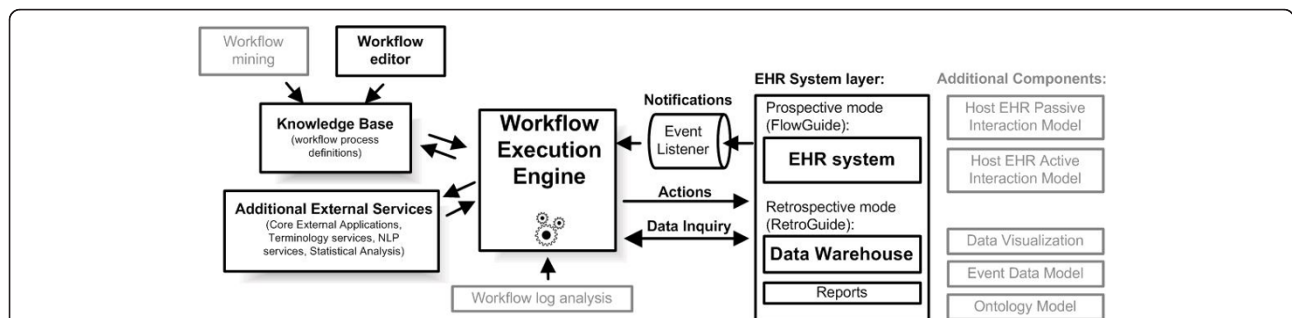 Workflow
mining
Workflow
editor
Knowledge Base
(workflow process
definitions)
Additional External Services
(Core External Applications,
Terminology services, NLP
services, Statistical Analysis)
Workflow
Execution
Engine
Workflow log analysis
Notifications
Event
Listener
Actions
Data Inquiry
EHR System layer:
Prospective mode
(FlowGuide):
EHR system
Retrospective mode
(RetroGuide):
Data Warehouse
Reports
Additional Components:
Host EHR Passive
Interaction Model
Host EHR Active
Interaction Model
Data Visualization
Event Data Model
Ontology Model